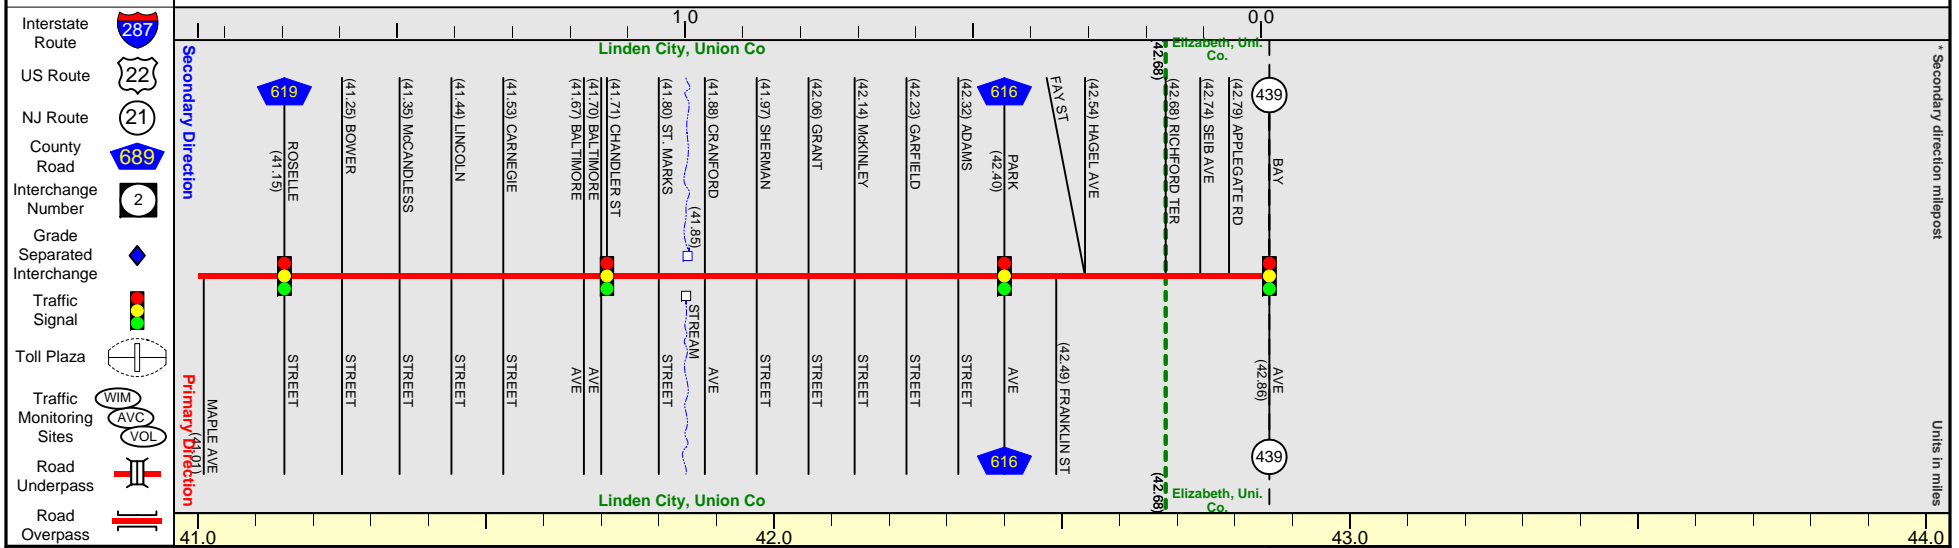 Interstate
Route
287
US Route
22
NJ Route
21
County
Road
689
Interchange
Number
2
Grade
Separated
Interchange
Traffic
Signal
Toll Plaza
Traffic
Monitoring
Sites
WIM
AVC
VOL
Road
Underpass
Road
Overpass
1.0
0.0
Secondary Direction
Primary Direction
Linden City, Union Co
Elizabeth, Uni.
Co.
(42.68)
MAPLE AVE
(41.01)
619
ROSELLE
(41.15)
STREET
(41.25) BOWER
STREET
(41.35) McCANDLESS
STREET
(41.44) LINCOLN
STREET
(41.53) CARNEGIE
STREET
(41.67) BALTIMORE
AVE
(41.70) BALTIMORE
AVE
(41.71) CHANDLER ST
(41.80) ST. MARKS
STREET
(41.85)
STREAM
(41.88) CRANFORD
AVE
(41.97) SHERMAN
STREET
(42.06) GRANT
STREET
(42.14) McKINLEY
STREET
(42.23) GARFIELD
STREET
(42.32) ADAMS
STREET
616
PARK
(42.40)
AVE
616
FAY ST
(42.49) FRANKLIN ST
(42.54) HAGEL AVE
(42.68) RICHFORD TER
(42.74) SEIB AVE
(42.79) APPLEGATE RD
439
BAY
AVE
(42.86)
439
Linden City, Union Co
(42.68)
Elizabeth, Uni.
Co.
* Secondary direction milepost
Units in miles
41.0
42.0
43.0
44.0